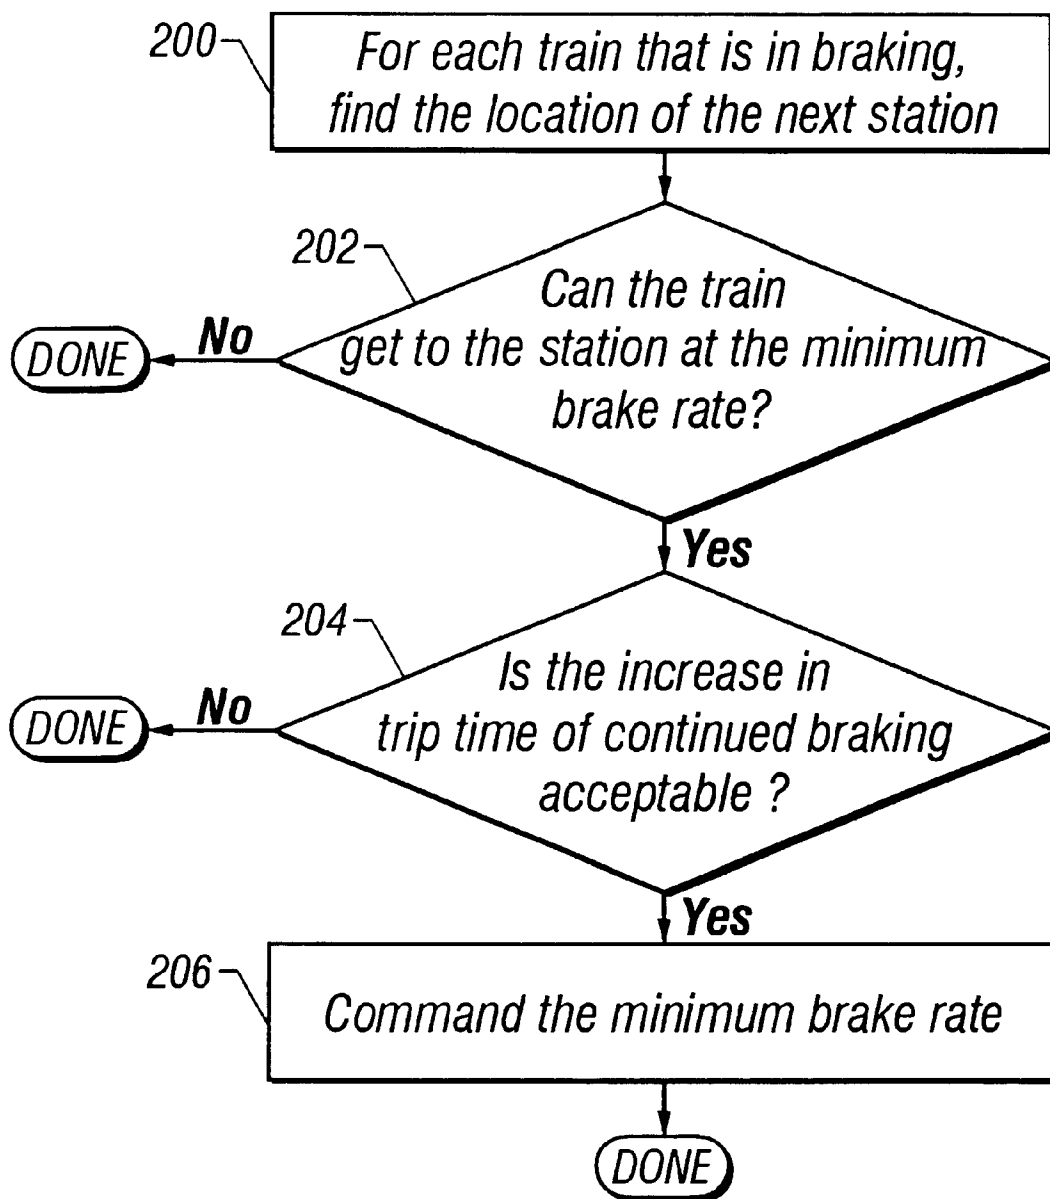 200
For each train that is in braking,
find the location of the next station
202
Can the train
get to the station at the minimum
brake rate?
No
DONE
Yes
204
Is the increase in
trip time of continued braking
acceptable ?
No
DONE
Yes
206
Command the minimum brake rate
DONE